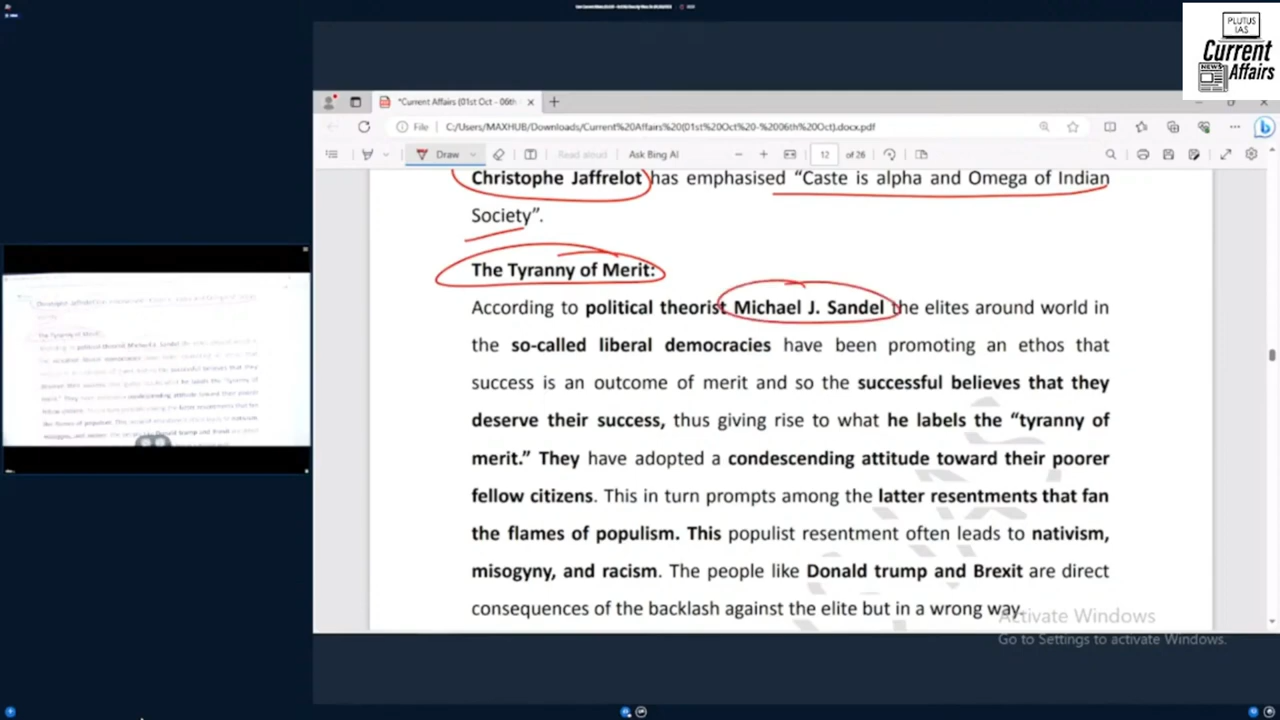 PLUTUS
IAS
Current
NEWS
Affairs
*Current Affairs (01st Oct - 06th
File C:/Users/MAXHUB/Downloads/Current%20Affairs%20(01st%20Oct%20-%2006th%20Oct).docx.pdf
Draw Read aloud Ask Bing AI 12 of 26
Christophe Jaffrelot has emphasised “Caste is alpha and Omega of Indian
Society”.
The Tyranny of Merit:
According to political theorist Michael J. Sandel the elites around world in
the so-called liberal democracies have been promoting an ethos that
success is an outcome of merit and so the successful believes that they
deserve their success, thus giving rise to what he labels the “tyranny of
merit.” They have adopted a condescending attitude toward their poorer
fellow citizens. This in turn prompts among the latter resentments that fan
the flames of populism. This populist resentment often leads to nativism,
misogyny, and racism. The people like Donald trump and Brexit are direct
consequences of the backlash against the elite but in a wrong way.
Activate Windows
Go to Settings to activate Windows.